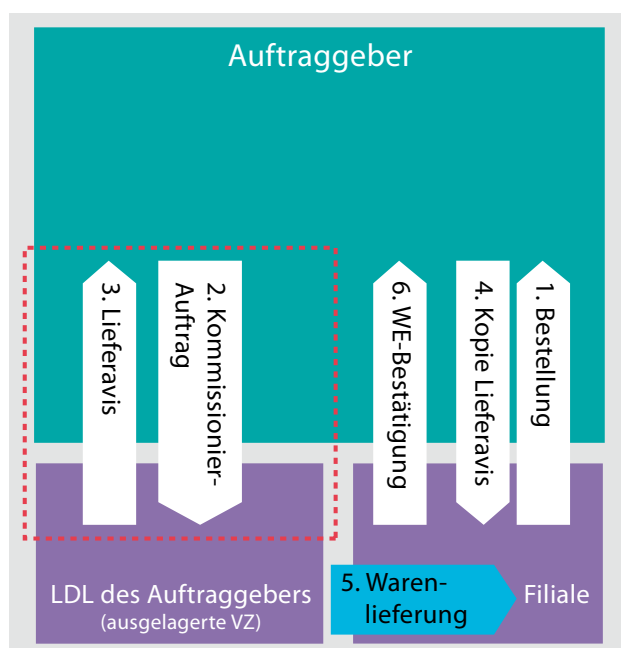 Auftraggeber
3. Lieferavis
2. Kommissionier-
Auftrag
6. WE-Bestätigung
4. Kopie Lieferavis
1. Bestellung
LDL des Auftraggebers
(ausgelagerte VZ)
5. Waren-
lieferung
Filiale